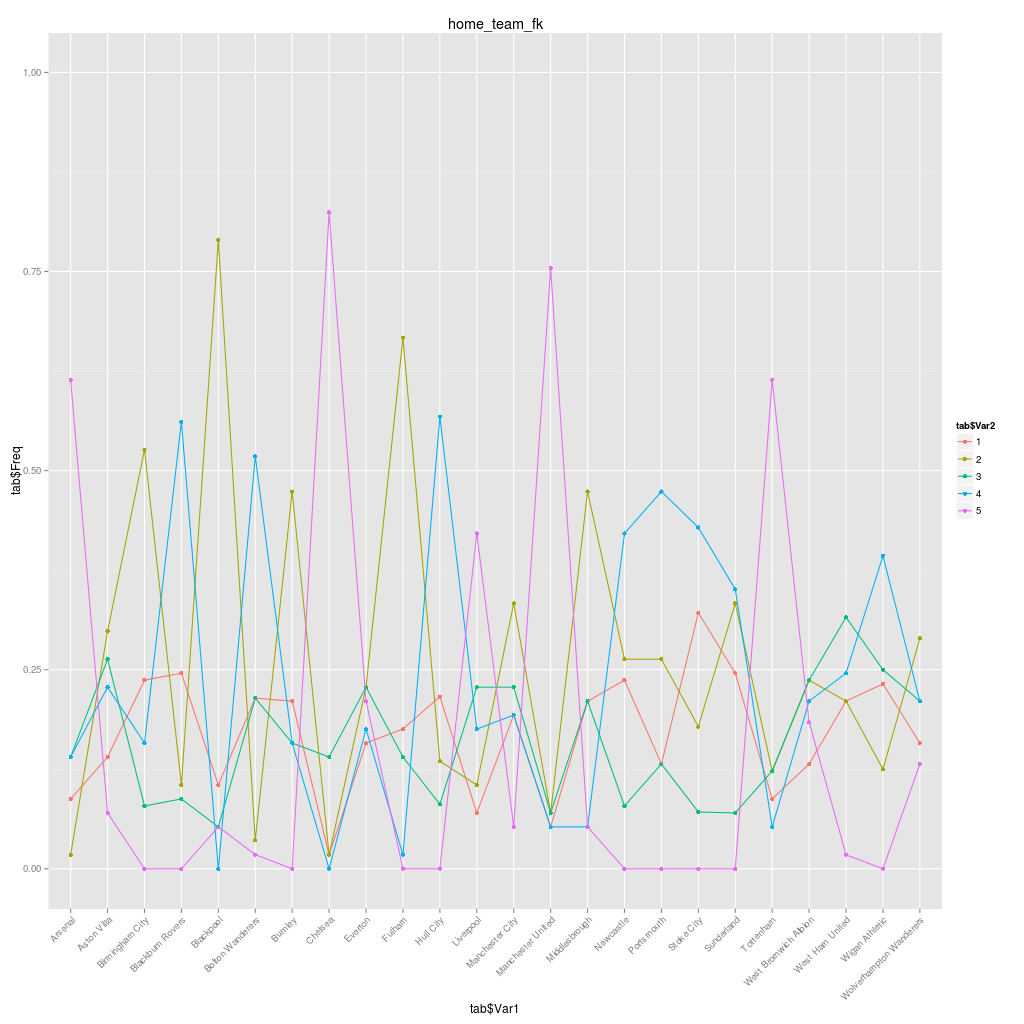 home_team_fk
1.00
0.75
0.50
0.25
0.00
tab$Freq
Arsenal
Aston Villa
Birmingham City
Blackburn Rovers
Blackpool
Bolton Wanderers
Burnley
Chelsea
Everton
Fulham
Hull City
Liverpool
Manchester City
Manchester United
Middlesbrough
Newcastle
Portsmouth
Stoke City
Sunderland
Tottenham
West Bromwich Albion
West Ham United
Wigan Athletic
Wolverhampton Wanderers
tab$Var1
tab$Var2
1
2
3
4
5